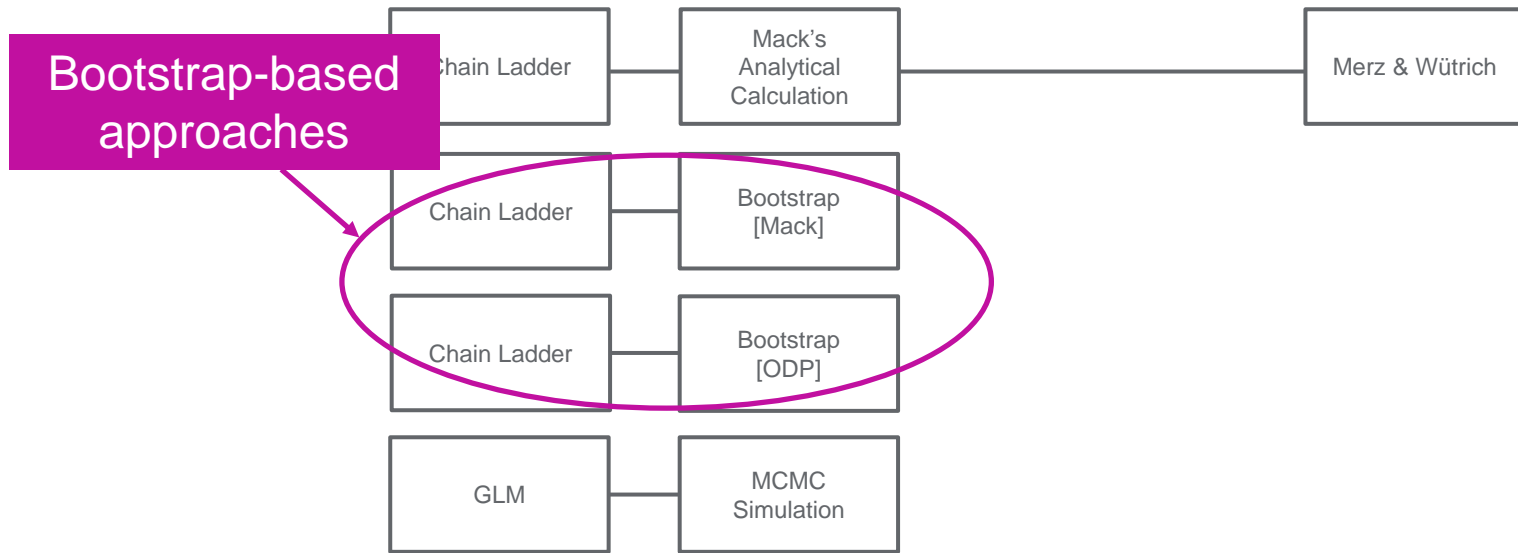 Bootstrap-based
approaches
Chain Ladder
Mack's
Analytical
Calculation
Merz & Wütrich
Chain Ladder
Bootstrap
[Mack]
Chain Ladder
Bootstrap
[ODP]
GLM
MCMC
Simulation